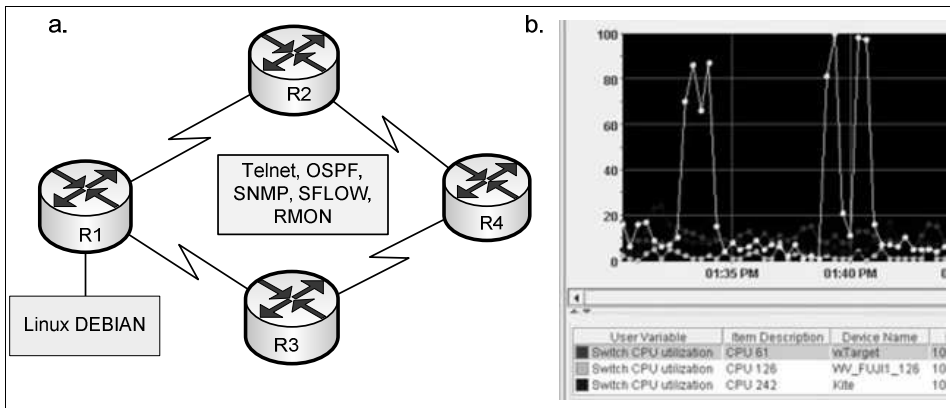 a.
R2
Telnet, OSPF,
SNMP, SFLOW,
RMON
R1
R4
R3
Linux DEBIAN
b.
100
80
60
40
20
0
01:35 PM
01:40 PM
User Variable
Item Description
Device Name
Switch CPU utilization
CPU 61
Switch CPU utilization
CPU 126
WV_FUJI1_126
Switch CPU utilization
CPU 242
Kite